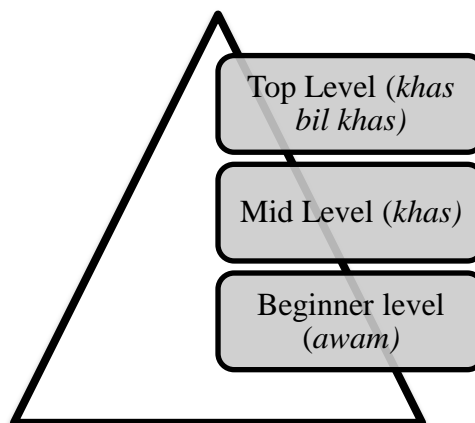 Top Level (khas
bil khas)
Mid Level (khas)
Beginner level
(awam)